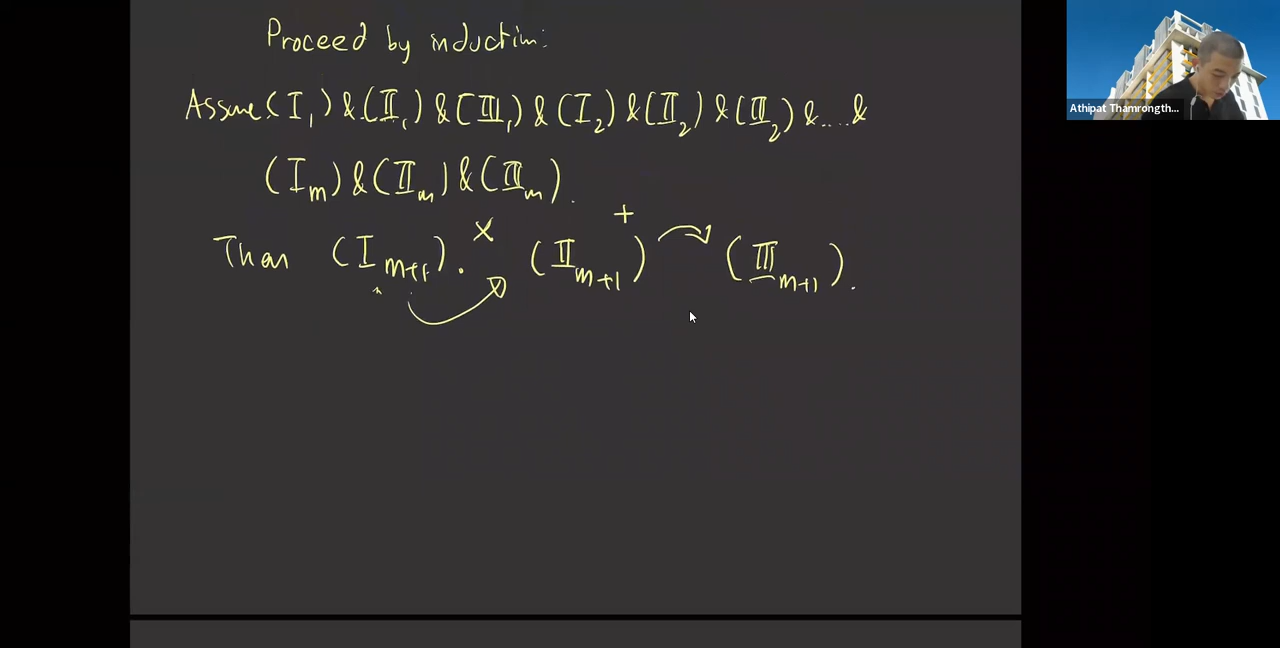 Proceed by induction:
Assume (I₁) & (II₁) & (III₁) & (I₂) & (II₂) & (III₂) & .... &
(Iₘ) & (IIₘ) & (IIIₘ).
Then (Iₘ₊₁). × (IIₘ₊₁) + (IIIₘ₊₁).
Athipat Thamrongth...